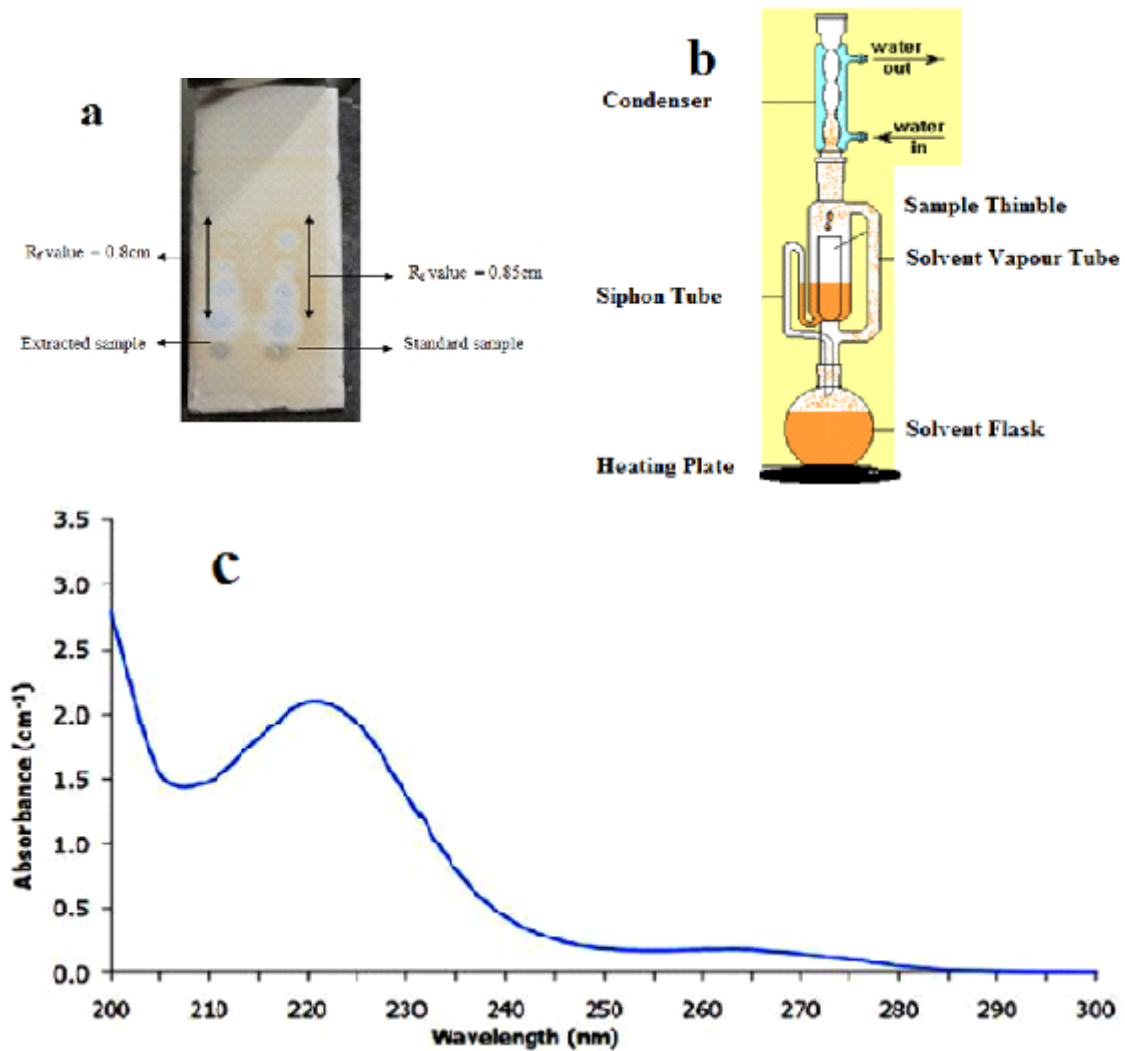 a
Rf value = 0.8cm
Rf value = 0.85cm
Extracted sample
Standard sample
b
water
out
Condenser
water
in
Sample Thimble
Solvent Vapour Tube
Siphon Tube
Solvent Flask
Heating Plate
c
Absorbance (cm⁻¹)
3.5
3.0
2.5
2.0
1.5
1.0
0.5
0.0
200 210 220 230 240 250 260 270 280 290 300
Wavelength (nm)